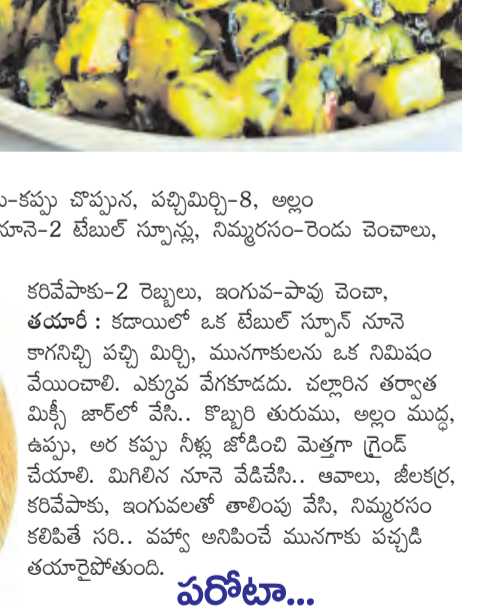 -కప్పు చొప్పున, పచ్చిమిర్చి-8, అల్లం
నూనె-2 టేబుల్ స్పూన్లు, నిమ్మరసం-రెండు చెంచాలు,
కరివేపాకు-2 రెబ్బలు, ఇంగువ-పావు చెంచా,
తయారీ : కడాయిలో ఒక టేబుల్ స్పూన్ నూనె
కాగనిచ్చి పచ్చి మిర్చి, మునగాకులను ఒక నిమిషం
వేయించాలి. ఎక్కువ వేగకూడదు. చల్లారిన తర్వాత
మిక్సీ జార్‌లో వేసి.. కొబ్బరి తురుము, అల్లం ముద్ద,
ఉప్పు, అర కప్పు నీళ్లు జోడించి మెత్తగా గ్రైండ్
చేయాలి. మిగిలిన నూనె వేడిచేసి.. ఆవాలు, జీలకర్ర,
కరివేపాకు, ఇంగువలతో తాలింపు వేసి, నిమ్మరసం
కలిపితే సరి.. వహ్వా అనిపించే మునగాకు పచ్చడి
తయారైపోతుంది.
పరోటా...